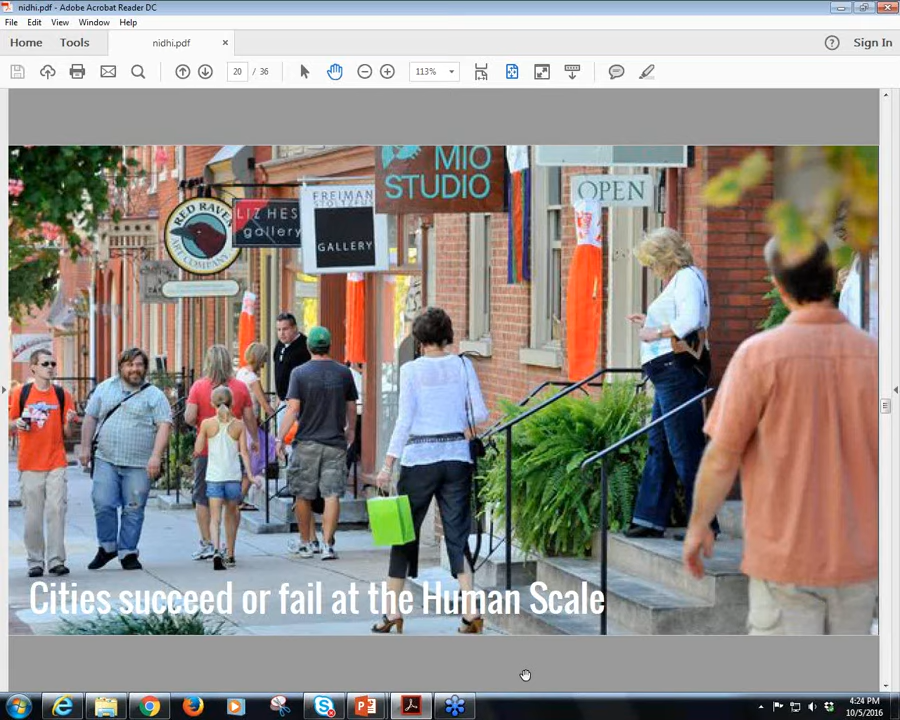 nidhi.pdf - Adobe Acrobat Reader DC
File Edit View Window Help
Home Tools nidhi.pdf × Sign In
20 / 36 113%
MIO
STUDIO
OPEN
RED RAVEN
ART COMPANY
LIZ HES
gallery
FREIMAN
STOLTZFUS
GALLERY
Cities succeed or fail at the Human Scale
4:24 PM
10/5/2016